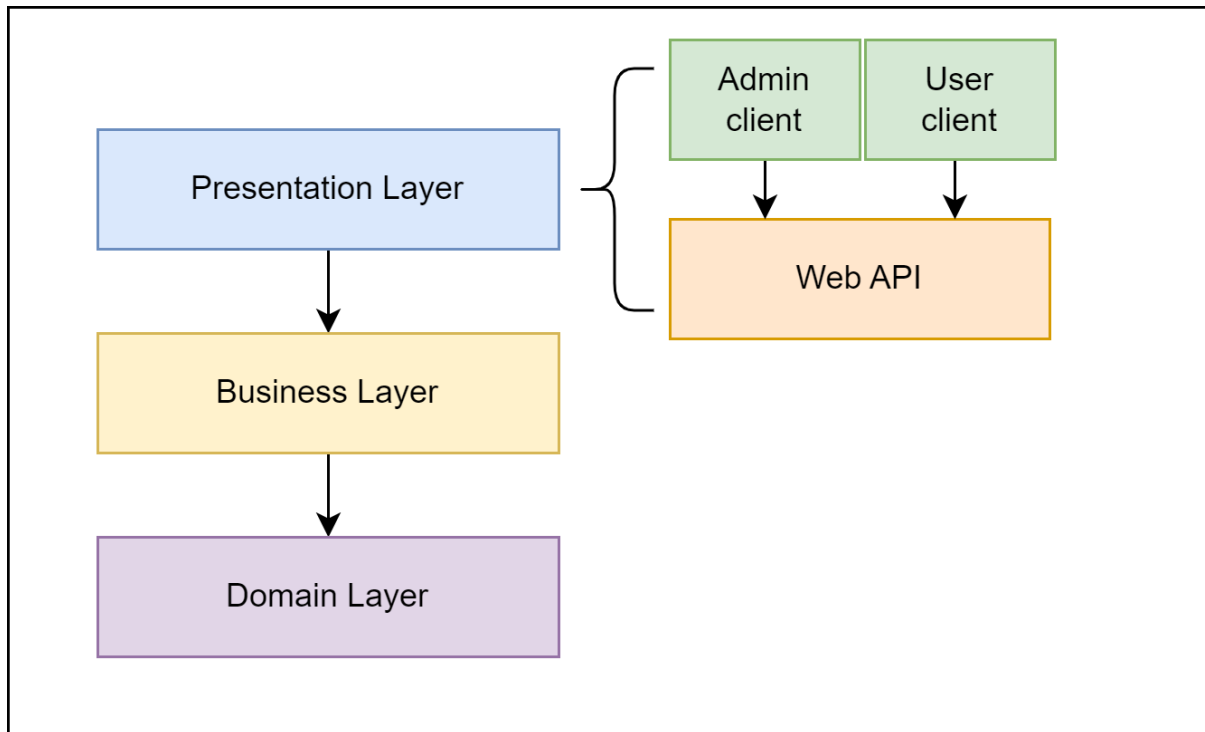 Admin
client
User
client
Presentation Layer
Web API
Business Layer
Domain Layer